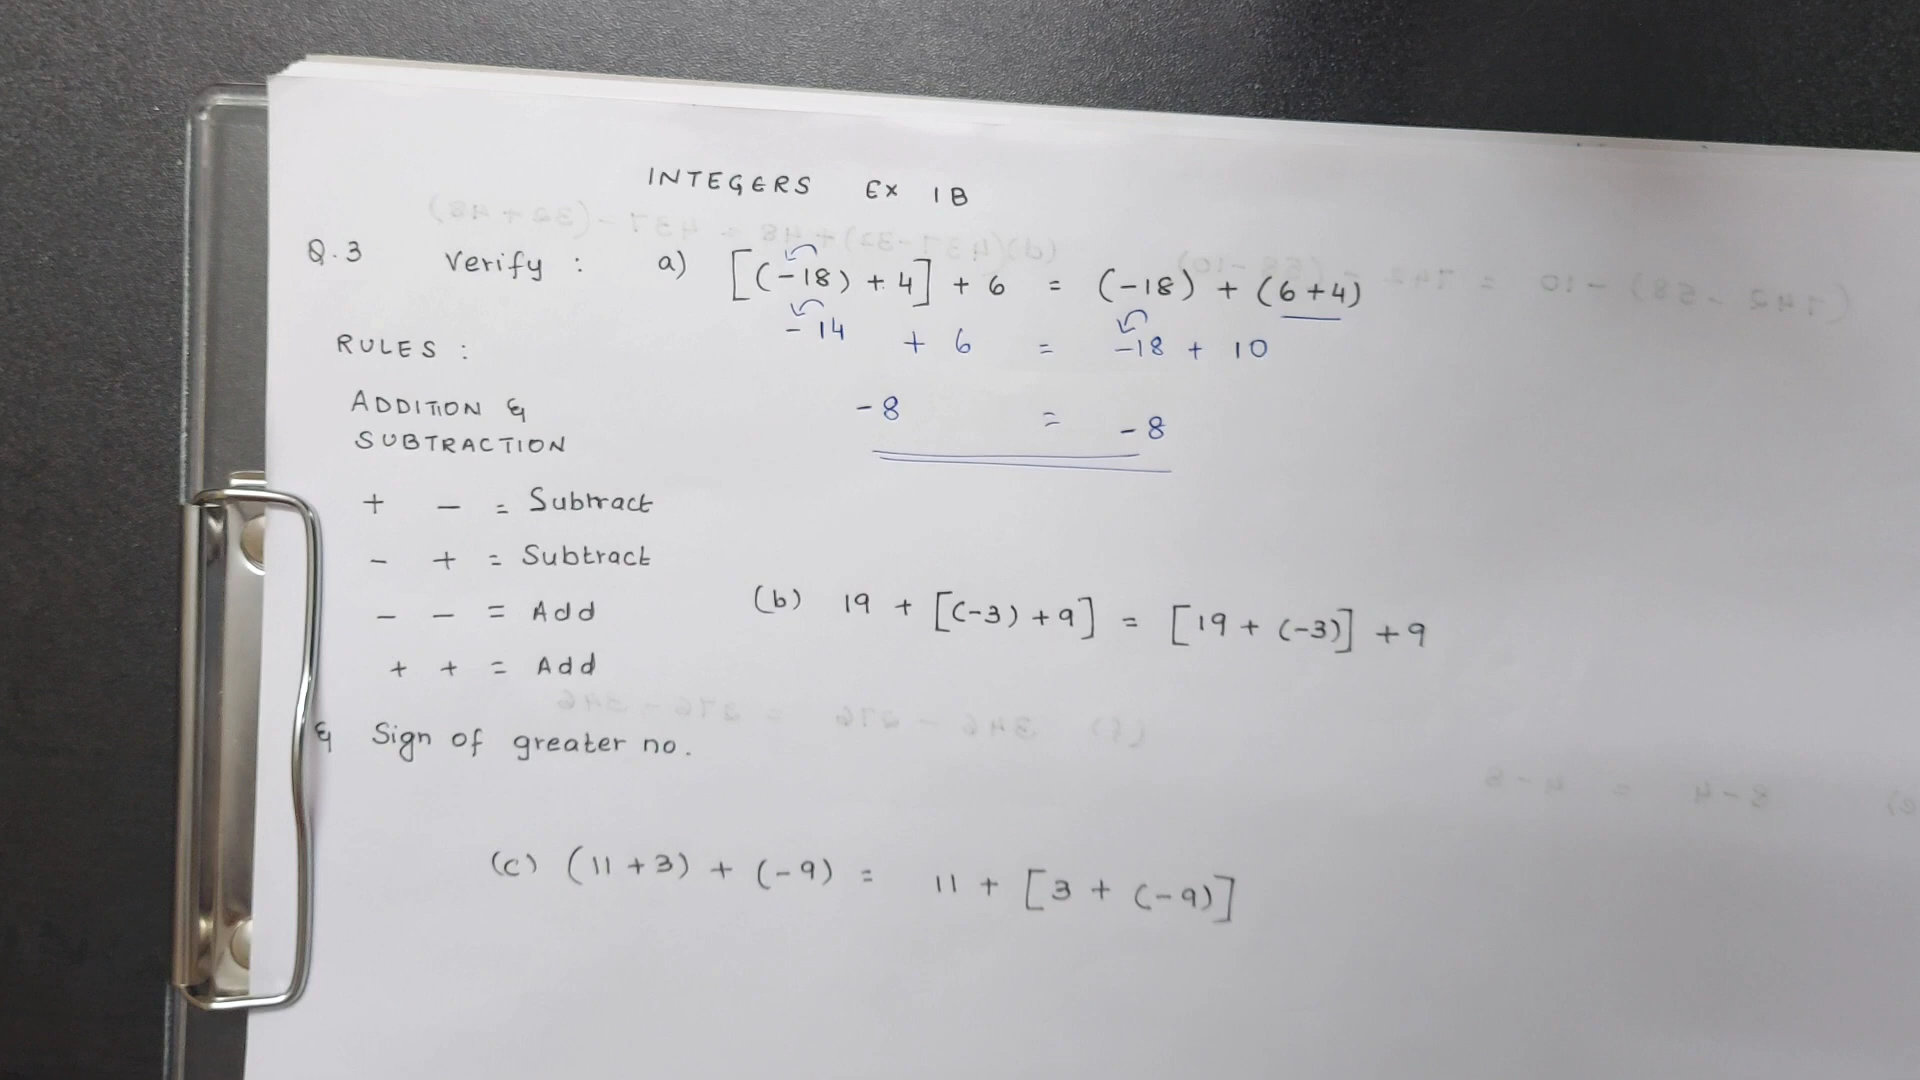 INTEGERS EX 1B
Q.3 Verify : a) [(-18) + 4] + 6 = (-18) + (6+4)
-14 + 6 = -18 + 10
-8 = -8
RULES :
ADDITION &
SUBTRACTION
+ - = Subtract
- + = Subtract
- - = Add
+ + = Add
& Sign of greater no.
(b) 19 + [(-3) + 9] = [19 + (-3)] + 9
(c) (11 + 3) + (-9) = 11 + [3 + (-9)]